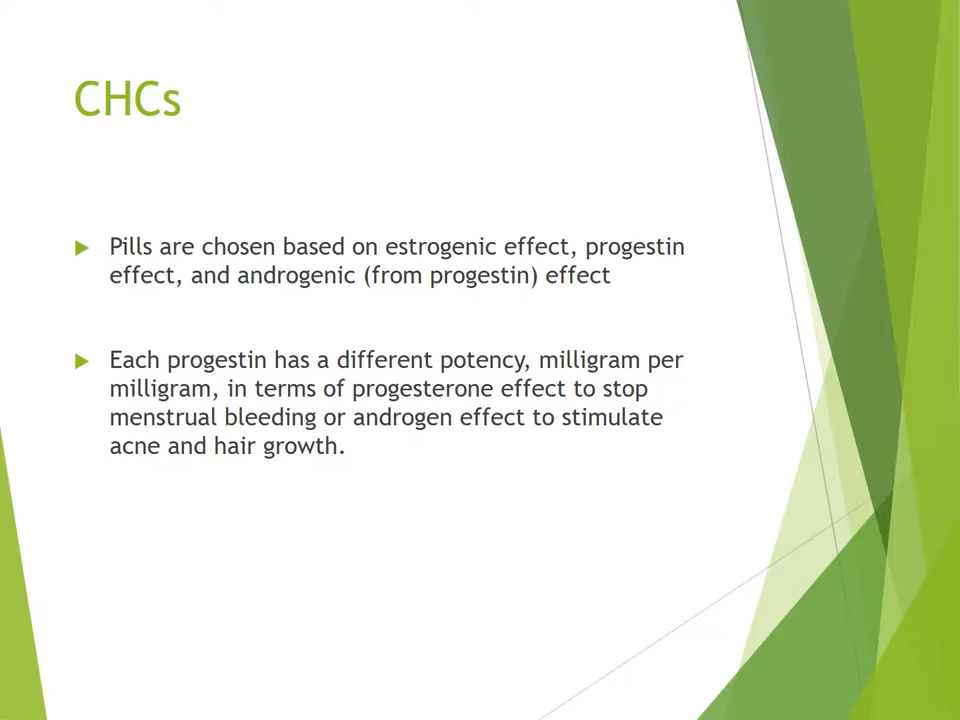 CHCs
Pills are chosen based on estrogenic effect, progestin
effect, and androgenic (from progestin) effect
Each progestin has a different potency, milligram per
milligram, in terms of progesterone effect to stop
menstrual bleeding or androgen effect to stimulate
acne and hair growth.